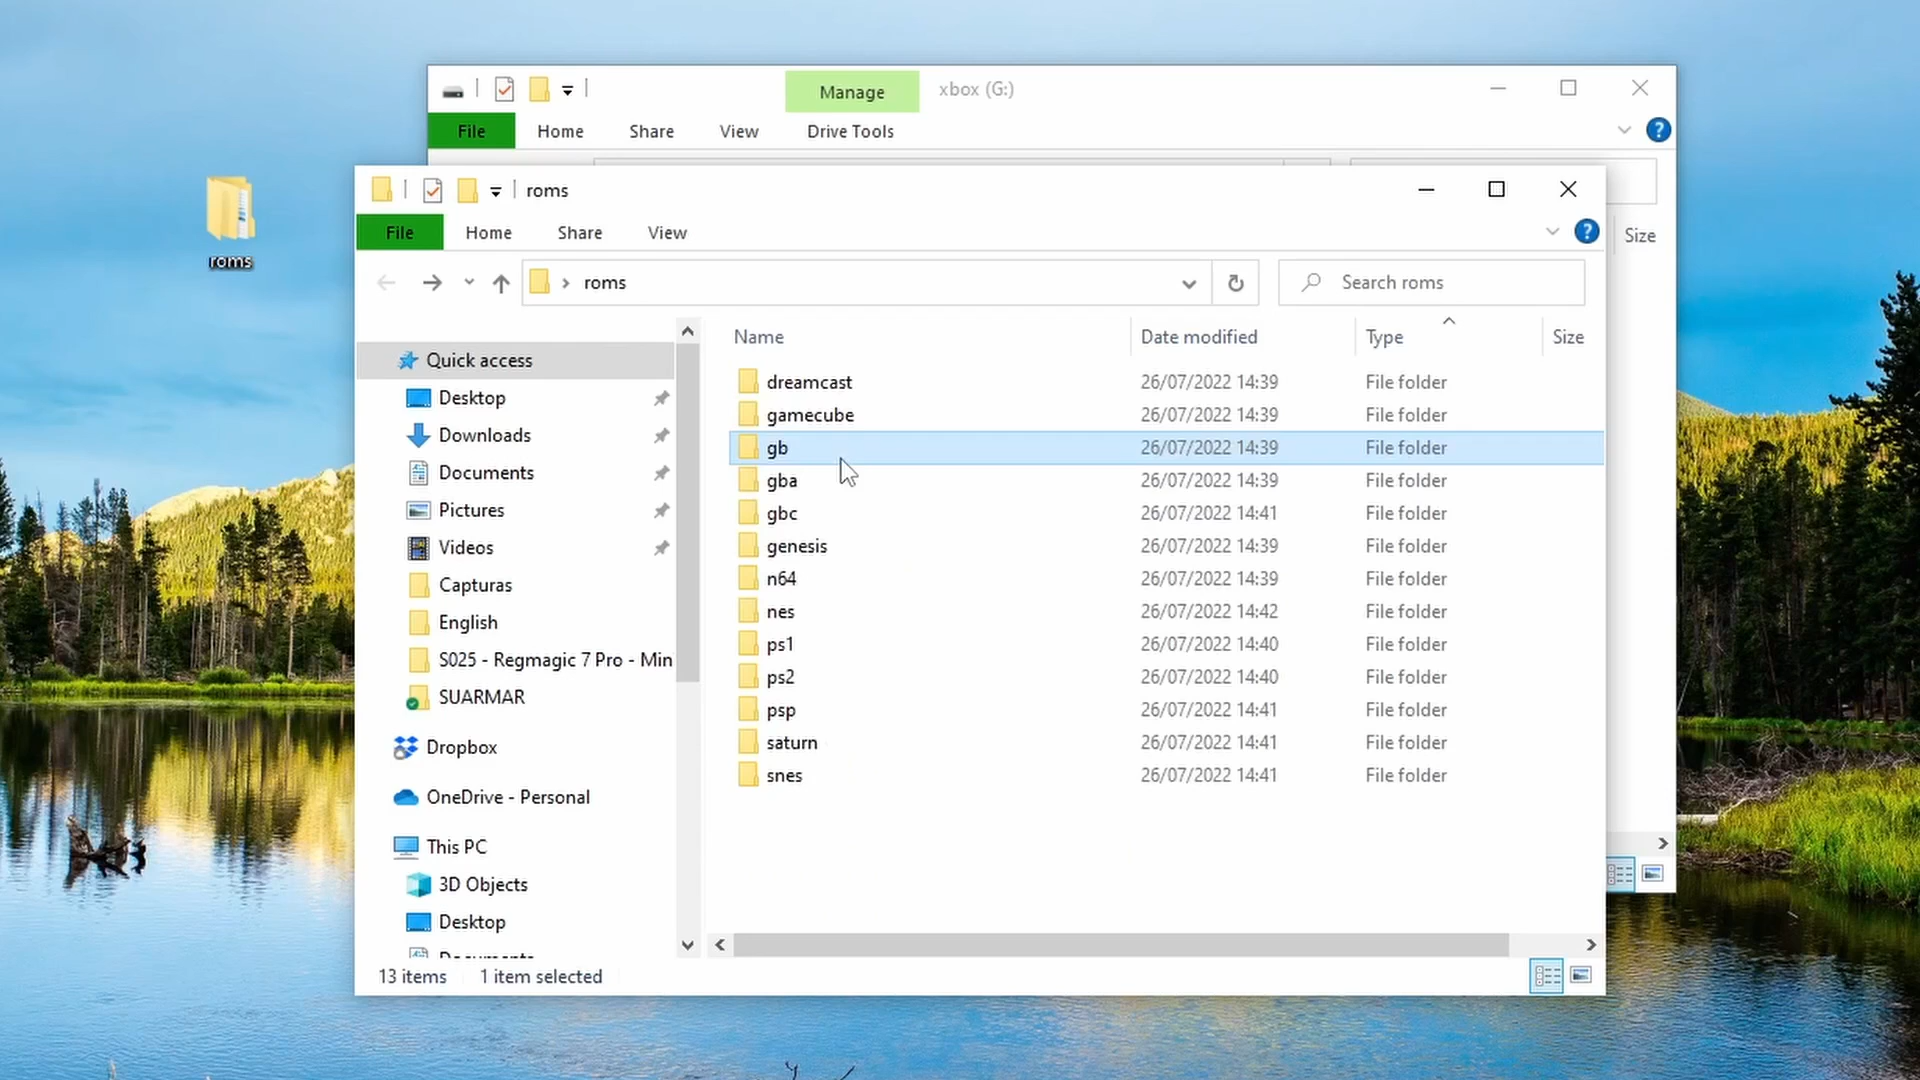 Manage
xbox (G:)
File
Home
Share
View
Drive Tools
Size
roms
roms
File
Home
Share
View
roms
Search roms
Quick access
Desktop
Downloads
Documents
Pictures
Videos
Capturas
English
S025 - Regmagic 7 Pro - Min
SUARMAR
Dropbox
OneDrive - Personal
This PC
3D Objects
Desktop
Documents
Name Date modified Type Size
dreamcast 26/07/2022 14:39 File folder
gamecube 26/07/2022 14:39 File folder
gb 26/07/2022 14:39 File folder
gba 26/07/2022 14:39 File folder
gbc 26/07/2022 14:41 File folder
genesis 26/07/2022 14:39 File folder
n64 26/07/2022 14:39 File folder
nes 26/07/2022 14:42 File folder
ps1 26/07/2022 14:40 File folder
ps2 26/07/2022 14:40 File folder
psp 26/07/2022 14:41 File folder
saturn 26/07/2022 14:41 File folder
snes 26/07/2022 14:41 File folder
13 items 1 item selected